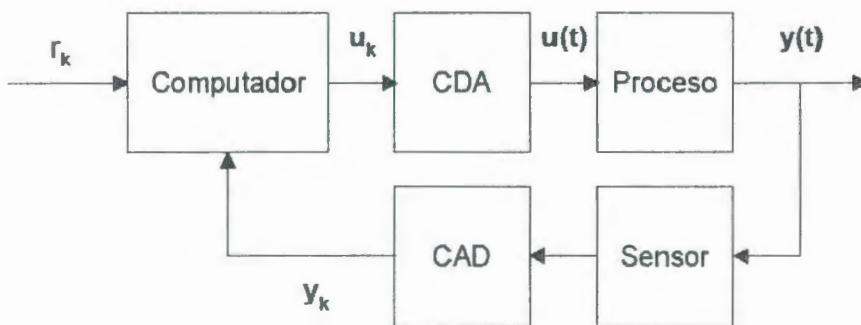 r_k
u_k
u(t)
y(t)
Computador
CDA
Proceso
CAD
Sensor
y_k